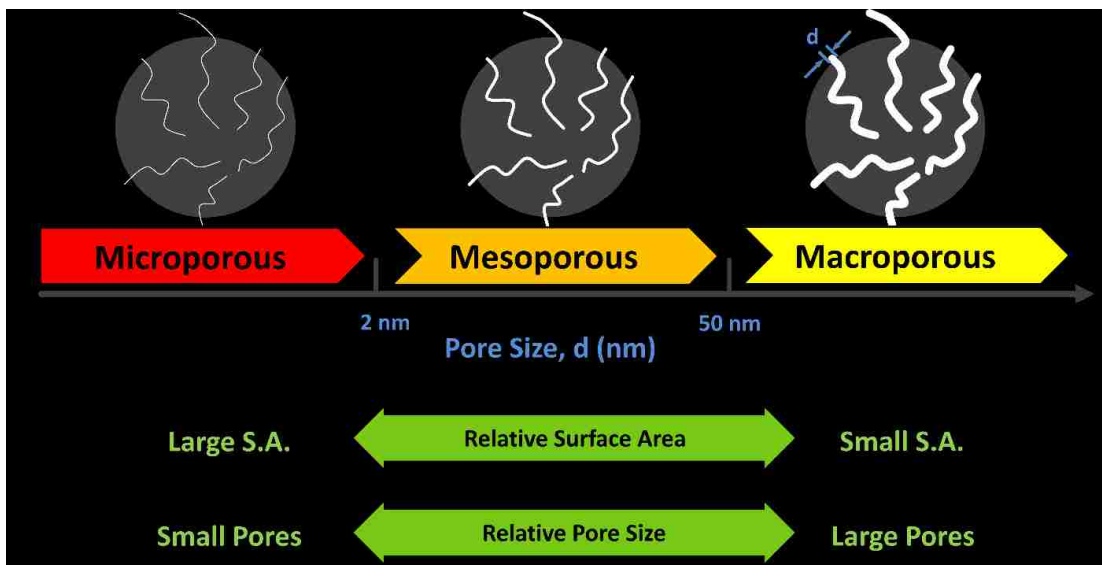 d
Microporous
Mesoporous
Macroporous
2 nm
50 nm
Pore Size, d (nm)
Large S.A.
Relative Surface Area
Small S.A.
Small Pores
Relative Pore Size
Large Pores